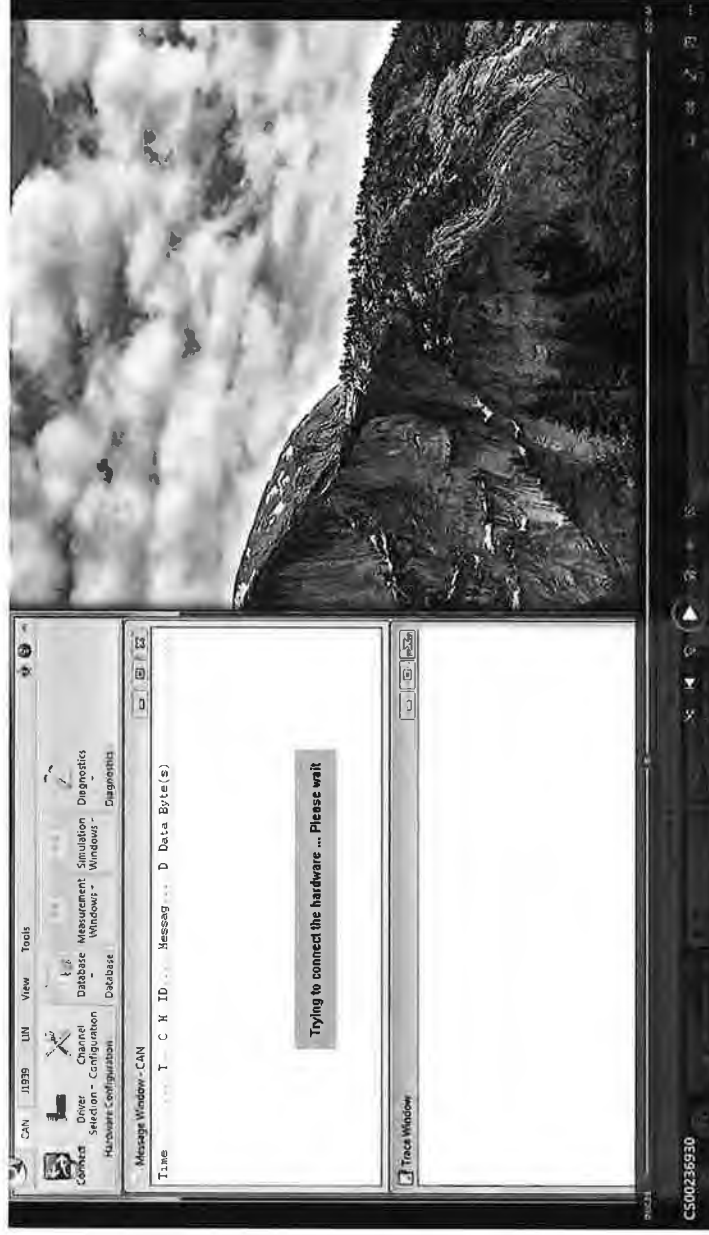 CAN J1939 LIN View Tools
Connect Driver Selection - Channel Configuration Database - Measurement Windows - Simulation Windows - Diagnostics -
Hardware Configuration Database Diagnostics
Message Window - CAN
Time ... T... C M ID... Messag... D Data Byte(s)
Trying to connect the hardware ... Please wait
Trace Window
CS00236930